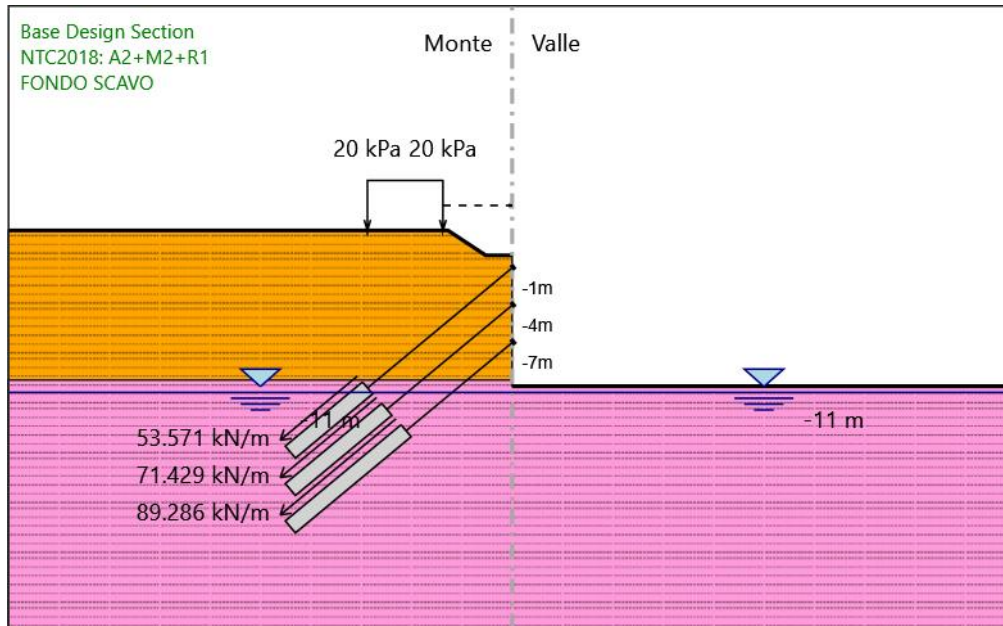 Base Design Section
NTC2018: A2+M2+R1
FONDO SCAVO
Monte
Valle
20 kPa 20 kPa
-1m
-4m
-7m
-11 m
-11 m
53.571 kN/m
71.429 kN/m
89.286 kN/m